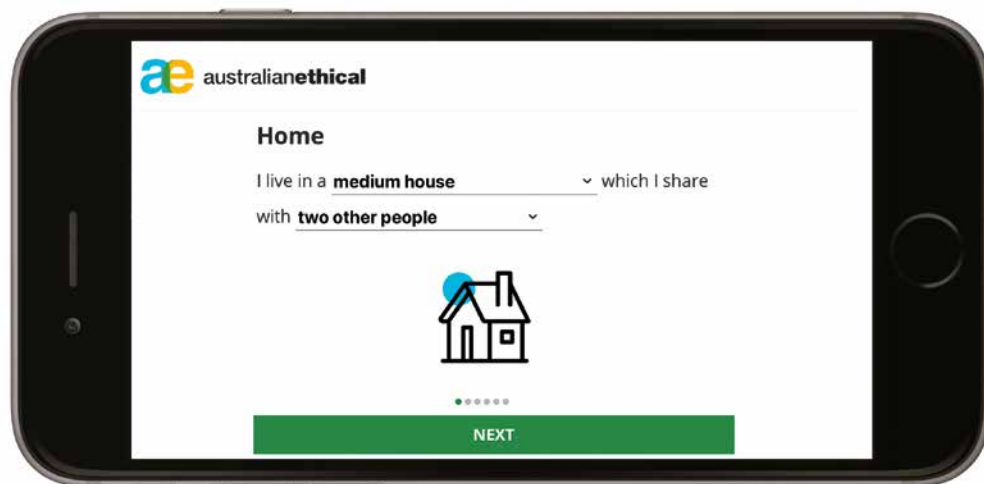 ae australianethical
Home
I live in a medium house which I share
with two other people
NEXT